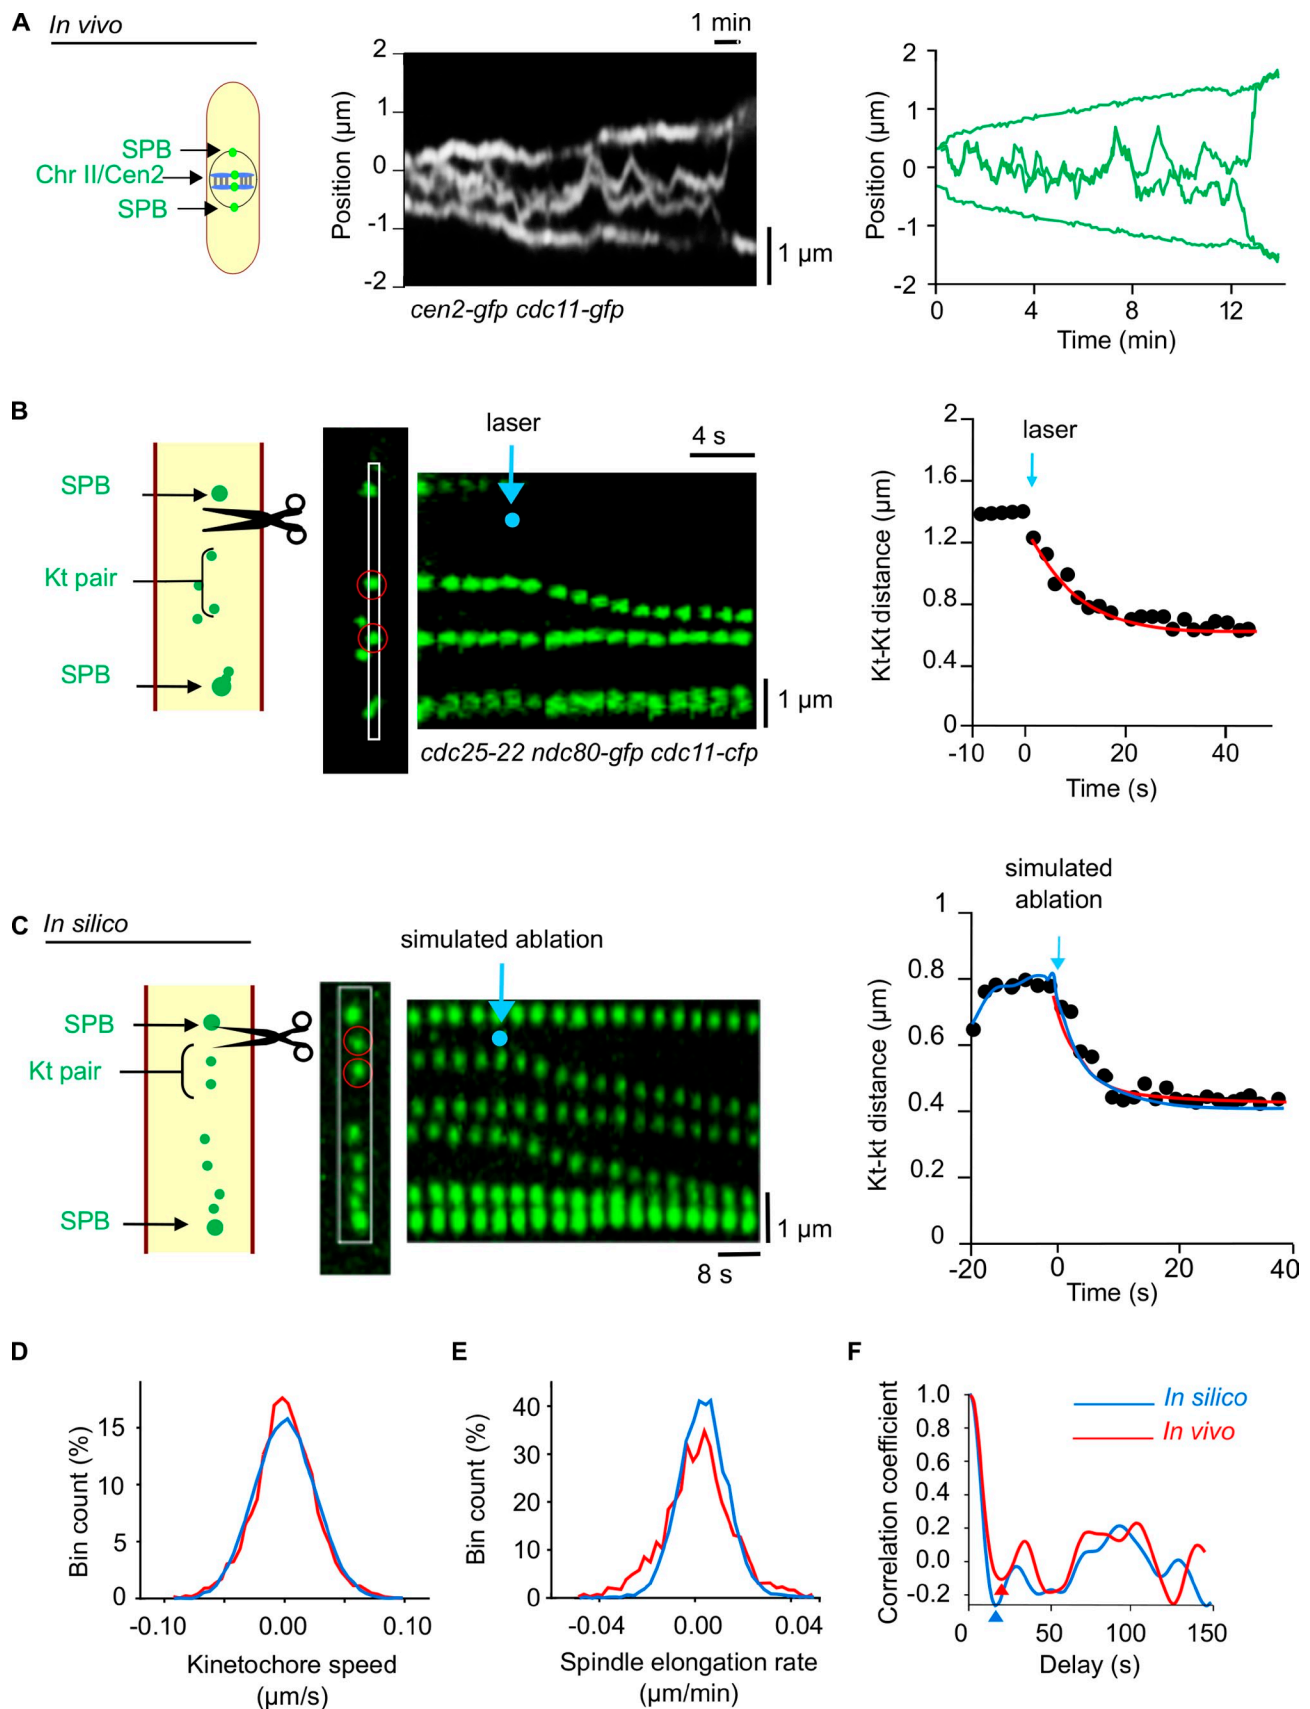 A
In vivo
SPB
Chr II/Cen2
SPB
1 min
Position (µm)
2
1
0
-1
-2
1 µm
cen2-gfp cdc11-gfp
Position (µm)
2
1
0
-1
-2
0 4 8 12
Time (min)
B
SPB
Kt pair
SPB
laser
4 s
1 µm
cdc25-22 ndc80-gfp cdc11-cfp
Kt-Kt distance (µm)
2
1.6
1.2
0.8
0.4
0
laser
-10 0 20 40
Time (s)
C
In silico
SPB
Kt pair
SPB
simulated ablation
1 µm
8 s
simulated
ablation
Kt-kt distance (µm)
1
0.8
0.6
0.4
0.2
0
-20 0 20 40
Time (s)
D
Bin count (%)
15
10
5
0
-0.10 0.00 0.10
Kinetochore speed
(µm/s)
E
Bin count (%)
40
30
20
10
0
-0.04 0.00 0.04
Spindle elongation rate
(µm/min)
F
Correlation coefficient
1.0
0.8
0.6
0.4
0.2
0.0
-0.2
In silico
In vivo
0 50 100 150
Delay (s)